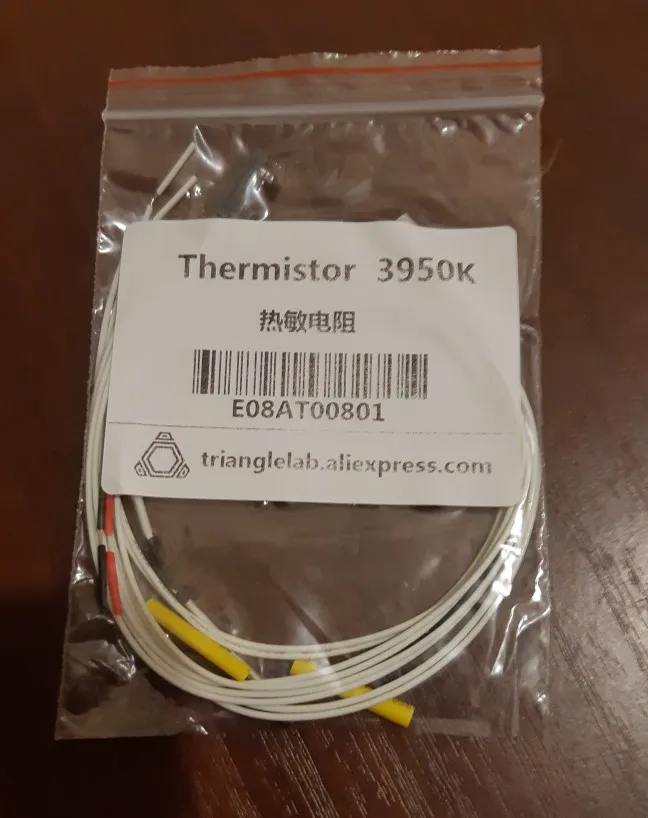 Thermistor 3950K
热敏电阻
E08AT00801
trianglelab.aliexpress.com